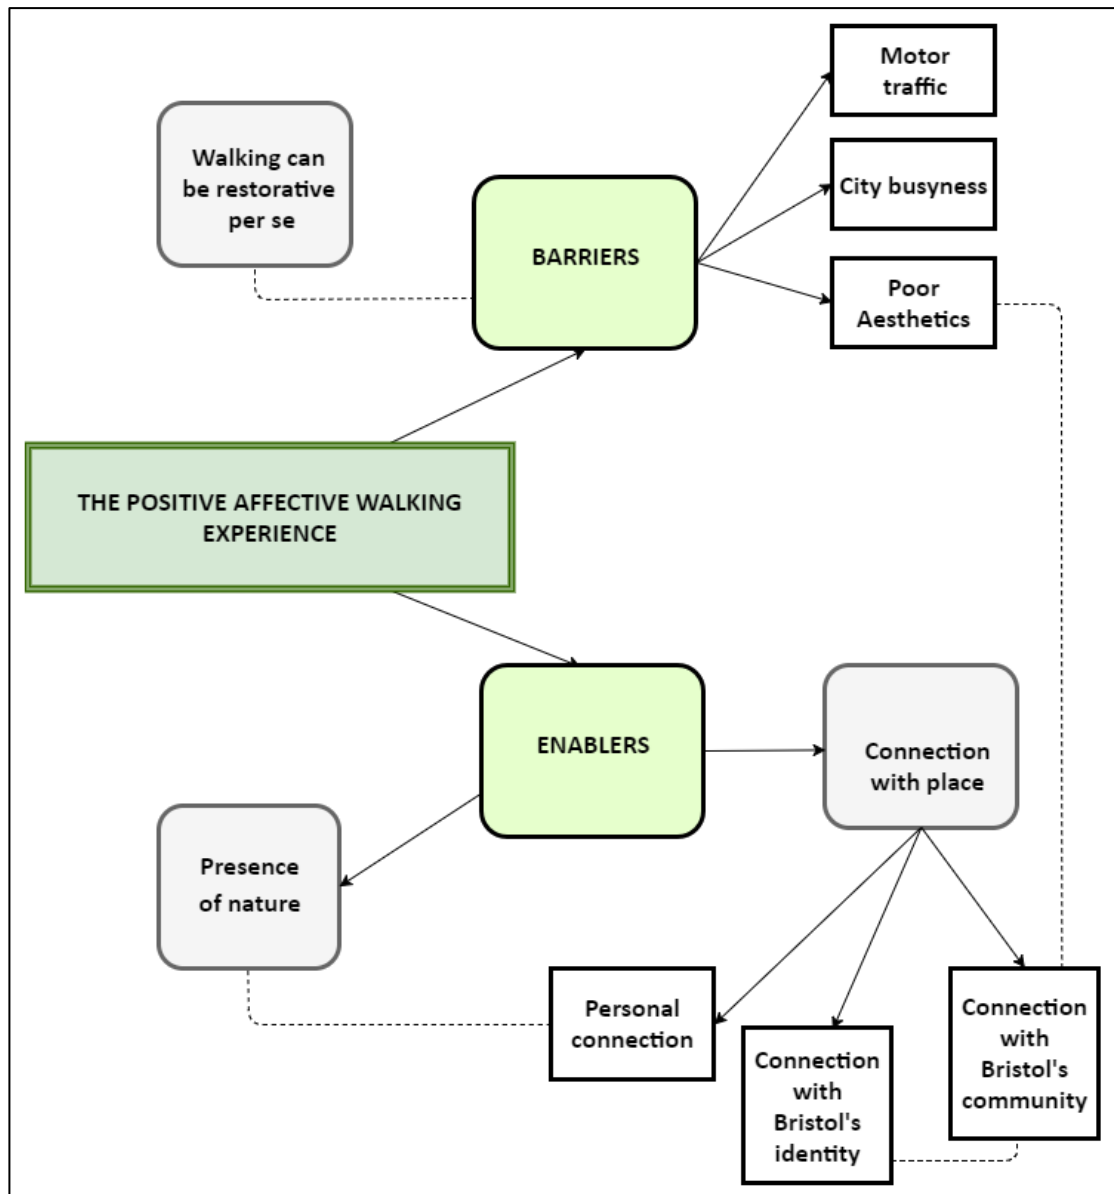 Motor
traffic
Walking can
be restorative
per se
City busyness
BARRIERS
Poor
Aesthetics
THE POSITIVE AFFECTIVE WALKING
EXPERIENCE
ENABLERS
Connection
with place
Presence
of nature
Personal
connection
Connection
with
Bristol's
identity
Connection
with
Bristol's
community